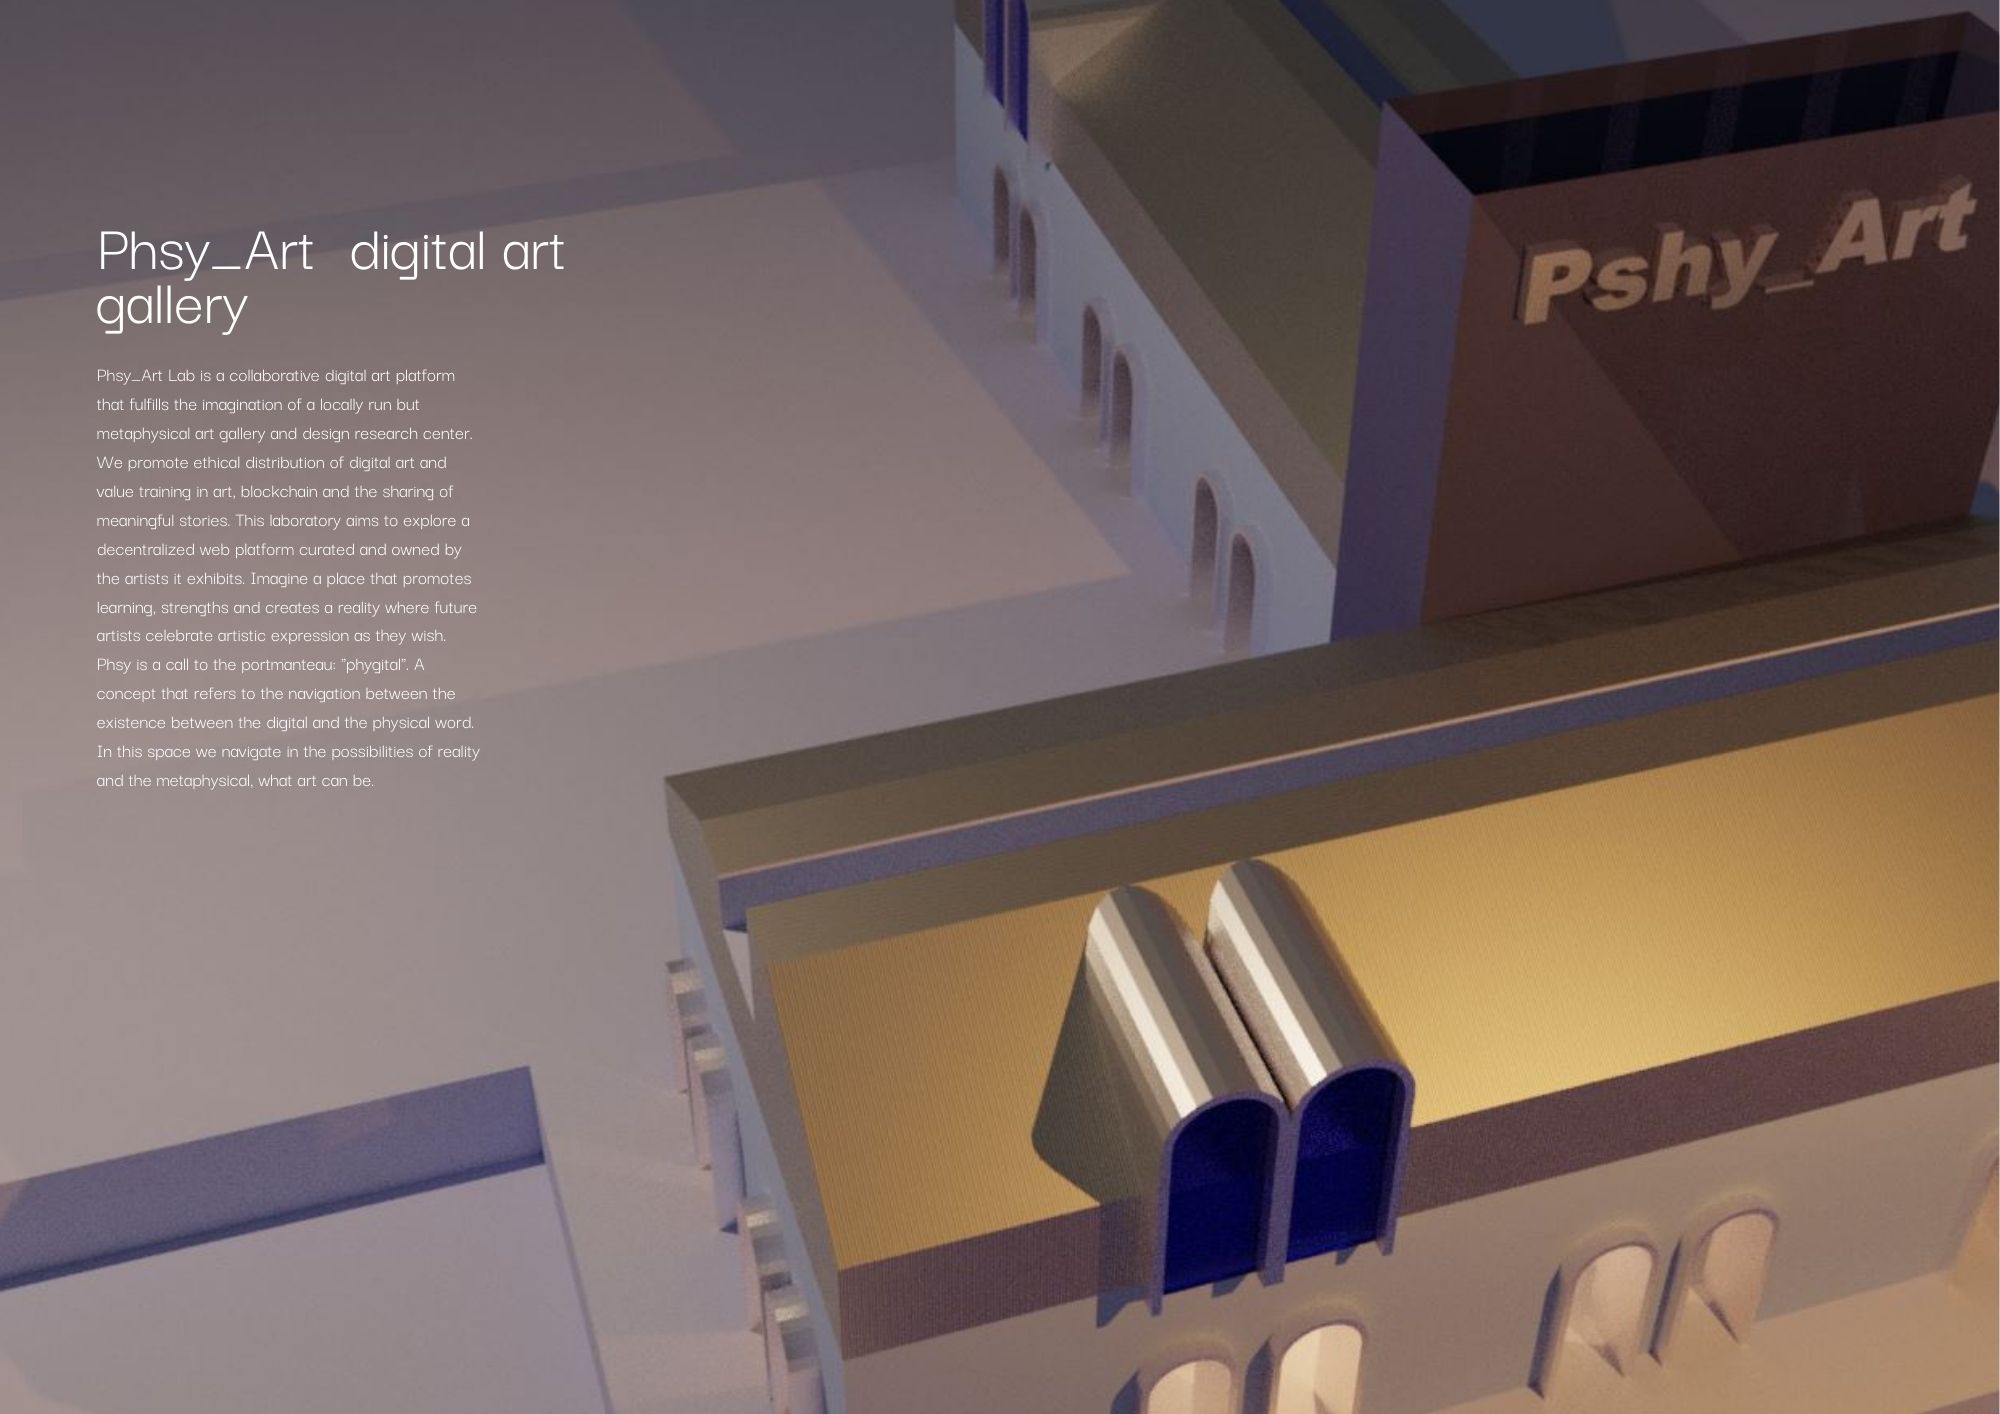 Phsy_Art  digital art
gallery
Phsy_Art Lab is a collaborative digital art platform
that fulfills the imagination of a locally run but
metaphysical art gallery and design research center.
We promote ethical distribution of digital art and
value training in art, blockchain and the sharing of
meaningful stories. This laboratory aims to explore a
decentralized web platform curated and owned by
the artists it exhibits. Imagine a place that promotes
learning, strengths and creates a reality where future
artists celebrate artistic expression as they wish.
Phsy is a call to the portmanteau: "phygital". A
concept that refers to the navigation between the
existence between the digital and the physical word.
In this space we navigate in the possibilities of reality
and the metaphysical, what art can be.
Pshy_Art